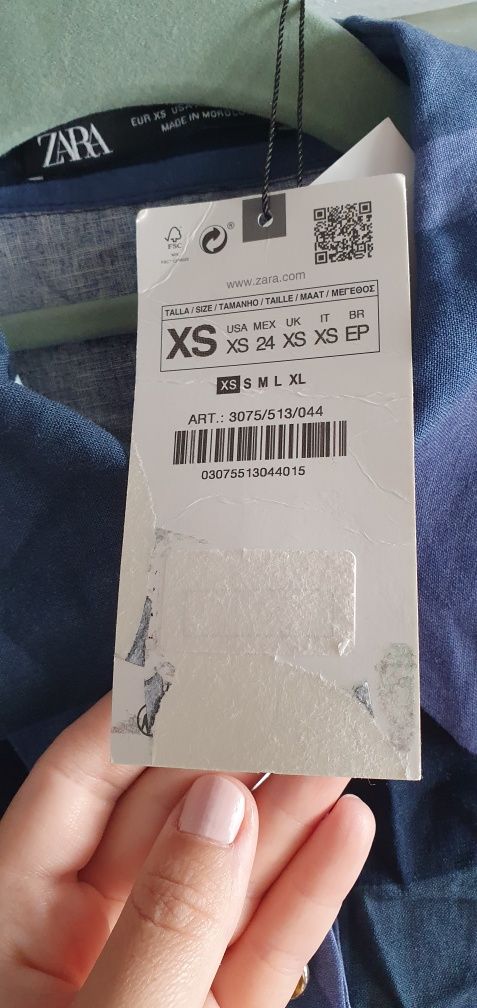 ZARA
EUR XS USA
MADE IN MOROCCO
FSC
®
www.zara.com
TALLA / SIZE / TAMANHO / TAILLE / MAAT / ΜΕΓΕΘΟΣ
XS
USA MEX UK IT BR
XS 24 XS XS EP
XS S M L XL
ART.: 3075/513/044
03075513044015